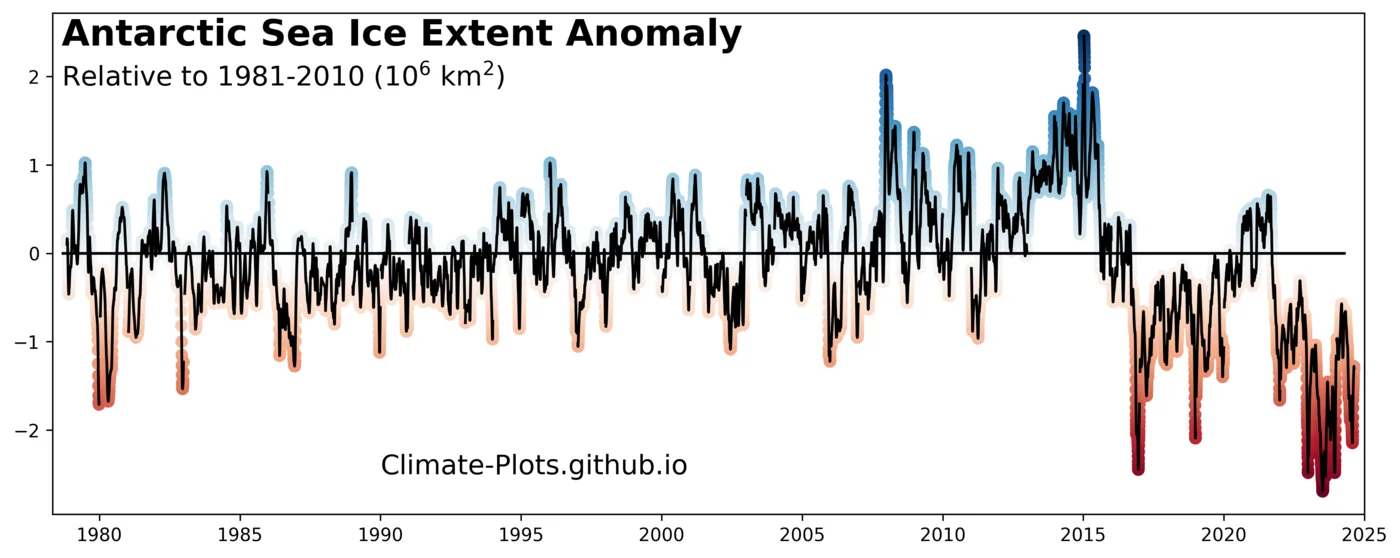 Antarctic Sea Ice Extent Anomaly
Relative to 1981-2010 (10⁶ km²)
2
1
0
−1
−2
Climate-Plots.github.io
1980 1985 1990 1995 2000 2005 2010 2015 2020 2025